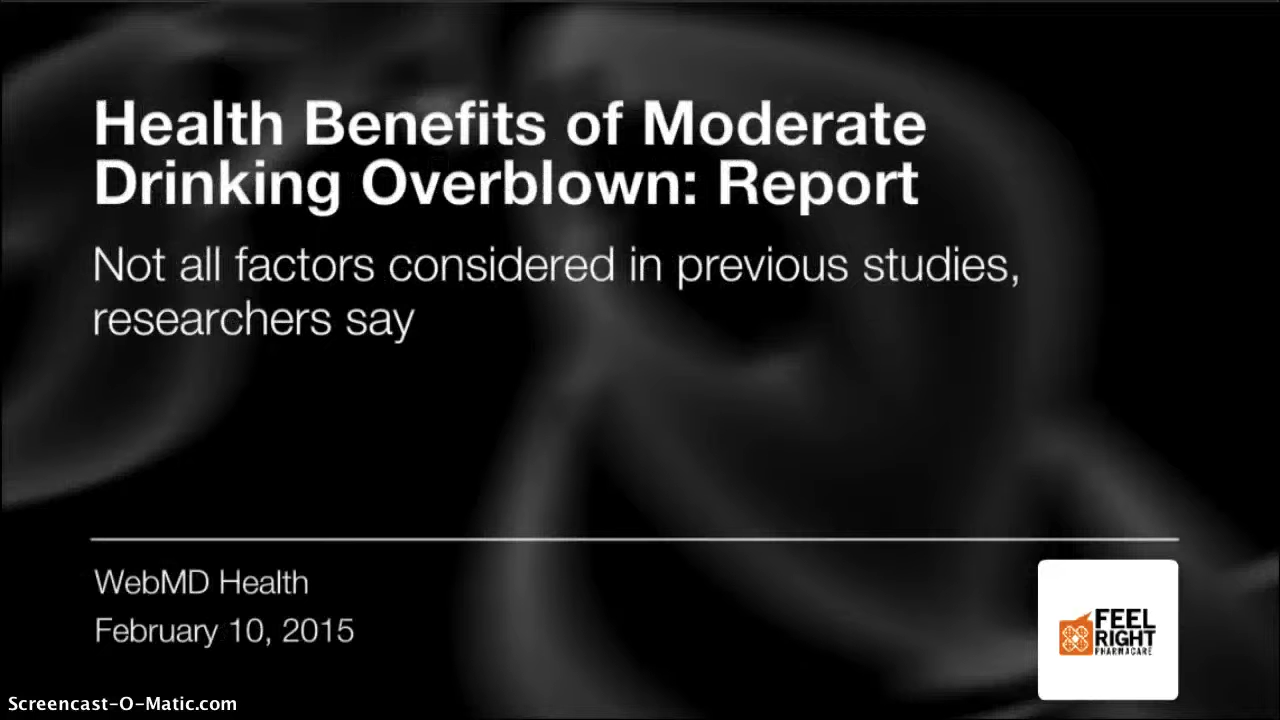 Health Benefits of Moderate
Drinking Overblown: Report
Not all factors considered in previous studies,
researchers say
WebMD Health
February 10, 2015
FEEL
RIGHT
PHARMACARE
Screencast-O-Matic.com